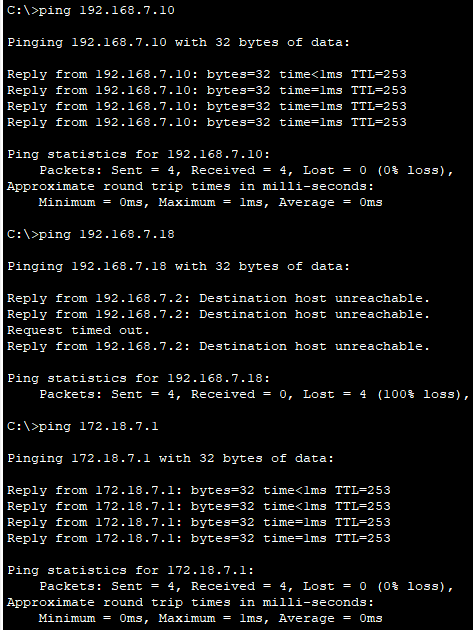 C:\>ping 192.168.7.10
Pinging 192.168.7.10 with 32 bytes of data:
Reply from 192.168.7.10: bytes=32 time<1ms TTL=253
Reply from 192.168.7.10: bytes=32 time=1ms TTL=253
Reply from 192.168.7.10: bytes=32 time=1ms TTL=253
Reply from 192.168.7.10: bytes=32 time=1ms TTL=253
Ping statistics for 192.168.7.10:
Packets: Sent = 4, Received = 4, Lost = 0 (0% loss),
Approximate round trip times in milli-seconds:
Minimum = 0ms, Maximum = 1ms, Average = 0ms
C:\>ping 192.168.7.18
Pinging 192.168.7.18 with 32 bytes of data:
Reply from 192.168.7.2: Destination host unreachable.
Reply from 192.168.7.2: Destination host unreachable.
Request timed out.
Reply from 192.168.7.2: Destination host unreachable.
Ping statistics for 192.168.7.18:
Packets: Sent = 4, Received = 0, Lost = 4 (100% loss),
C:\>ping 172.18.7.1
Pinging 172.18.7.1 with 32 bytes of data:
Reply from 172.18.7.1: bytes=32 time<1ms TTL=253
Reply from 172.18.7.1: bytes=32 time<1ms TTL=253
Reply from 172.18.7.1: bytes=32 time=1ms TTL=253
Reply from 172.18.7.1: bytes=32 time=1ms TTL=253
Ping statistics for 172.18.7.1:
Packets: Sent = 4, Received = 4, Lost = 0 (0% loss),
Approximate round trip times in milli-seconds:
Minimum = 0ms, Maximum = 1ms, Average = 0ms